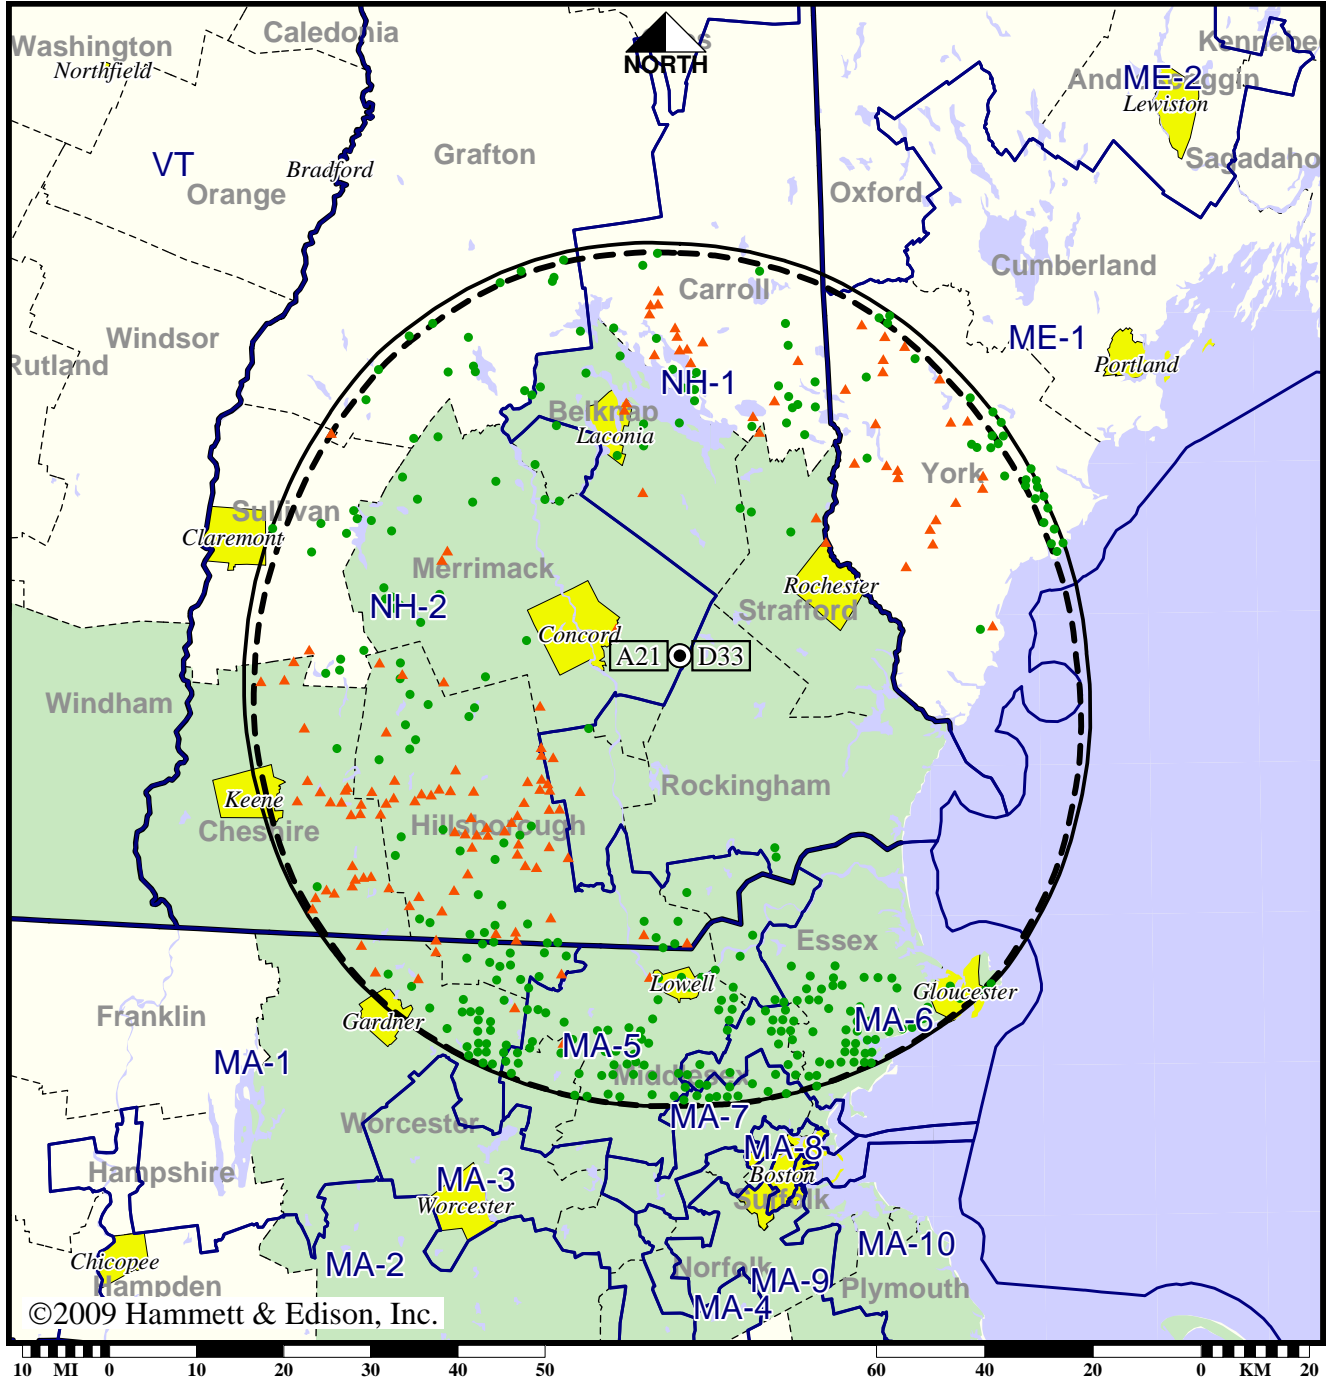 Washington
Northfield
Caledonia
NORTH
Kennebe
ME-2
Lewiston
Sagadaho
VT
Orange
Bradford
Grafton
Oxford
Cumberland
Carroll
Windsor
Rutland
ME-1
Portland
NH-1
Belknap
Laconia
York
Sullivan
Claremont
Merrimack
NH-2
Rochester
Strafford
Concord
A21
D33
Windham
Rockingham
Keene
Cheshire
Hillsborough
Essex
Lowell
Gloucester
Franklin
Gardner
MA-6
MA-5
MA-1
Middlesex
MA-7
Worcester
MA-8
Boston
Suffolk
Hampshire
MA-3
Worcester
MA-10
Chicopee
Hampden
MA-2
Norfolk
MA-9
Plymouth
MA-4
©2009 Hammett & Edison, Inc.
10 MI 0 10 20 30 40 50 60 40 20 0 KM 20